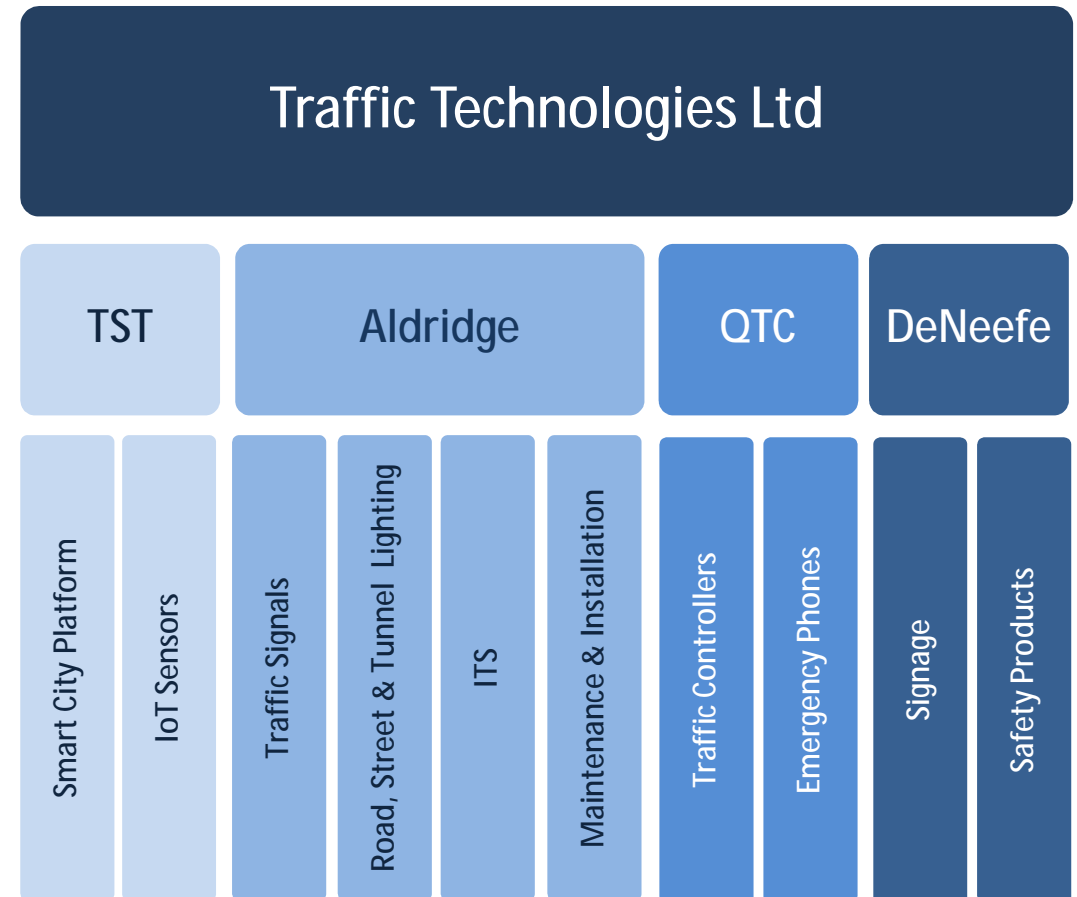 Traffic Technologies Ltd
TST
Aldridge
QTC
DeNeefe
Smart City Platform
IoT Sensors
Traffic Signals
Road, Street & Tunnel Lighting
ITS
Maintenance & Installation
Traffic Controllers
Emergency Phones
Signage
Safety Products